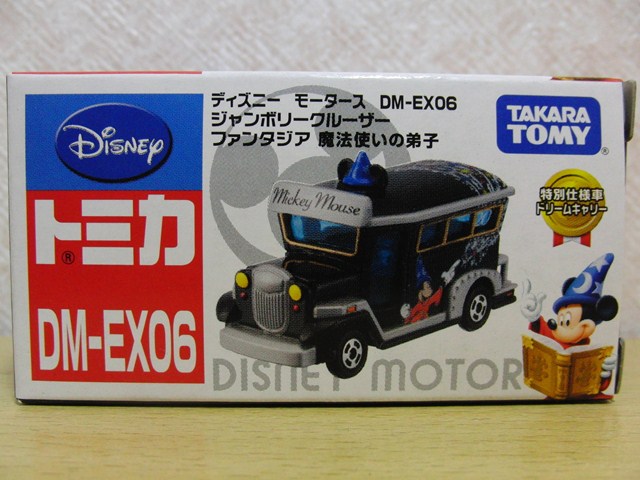 Disney
トミカ
®
DM-EX06
ディズニー モータース DM-EX06
ジャンボリークルーザー
ファンタジア 魔法使いの弟子
TAKARA
TOMY
®
特別仕様車
ドリームキャリー
Mickey Mouse
DISNEY MOTOR